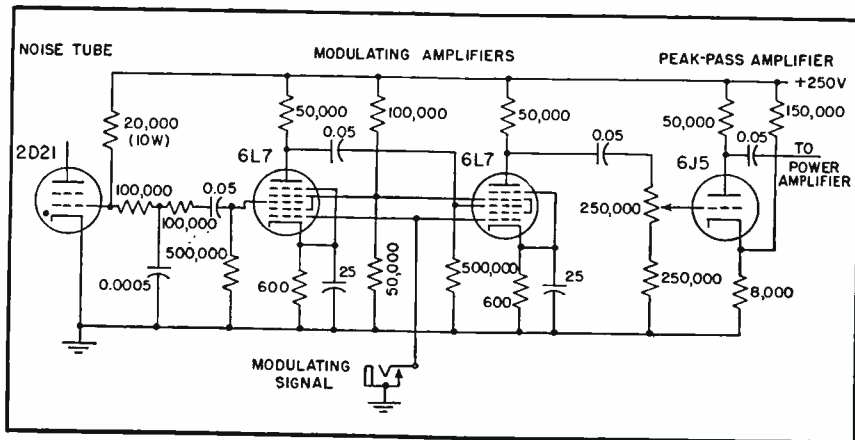 NOISE TUBE
MODULATING AMPLIFIERS
PEAK-PASS AMPLIFIER
+250V
20,000
(10W)
50,000
100,000
50,000
50,000
150,000
2D21
6L7
0.05
6L7
0.05
6J5
0.05
TO
POWER
AMPLIFIER
100,000
0.05
100,000
500,000
0.0005
600
25
50,000
500,000
600
25
250,000
250,000
8,000
MODULATING
SIGNAL